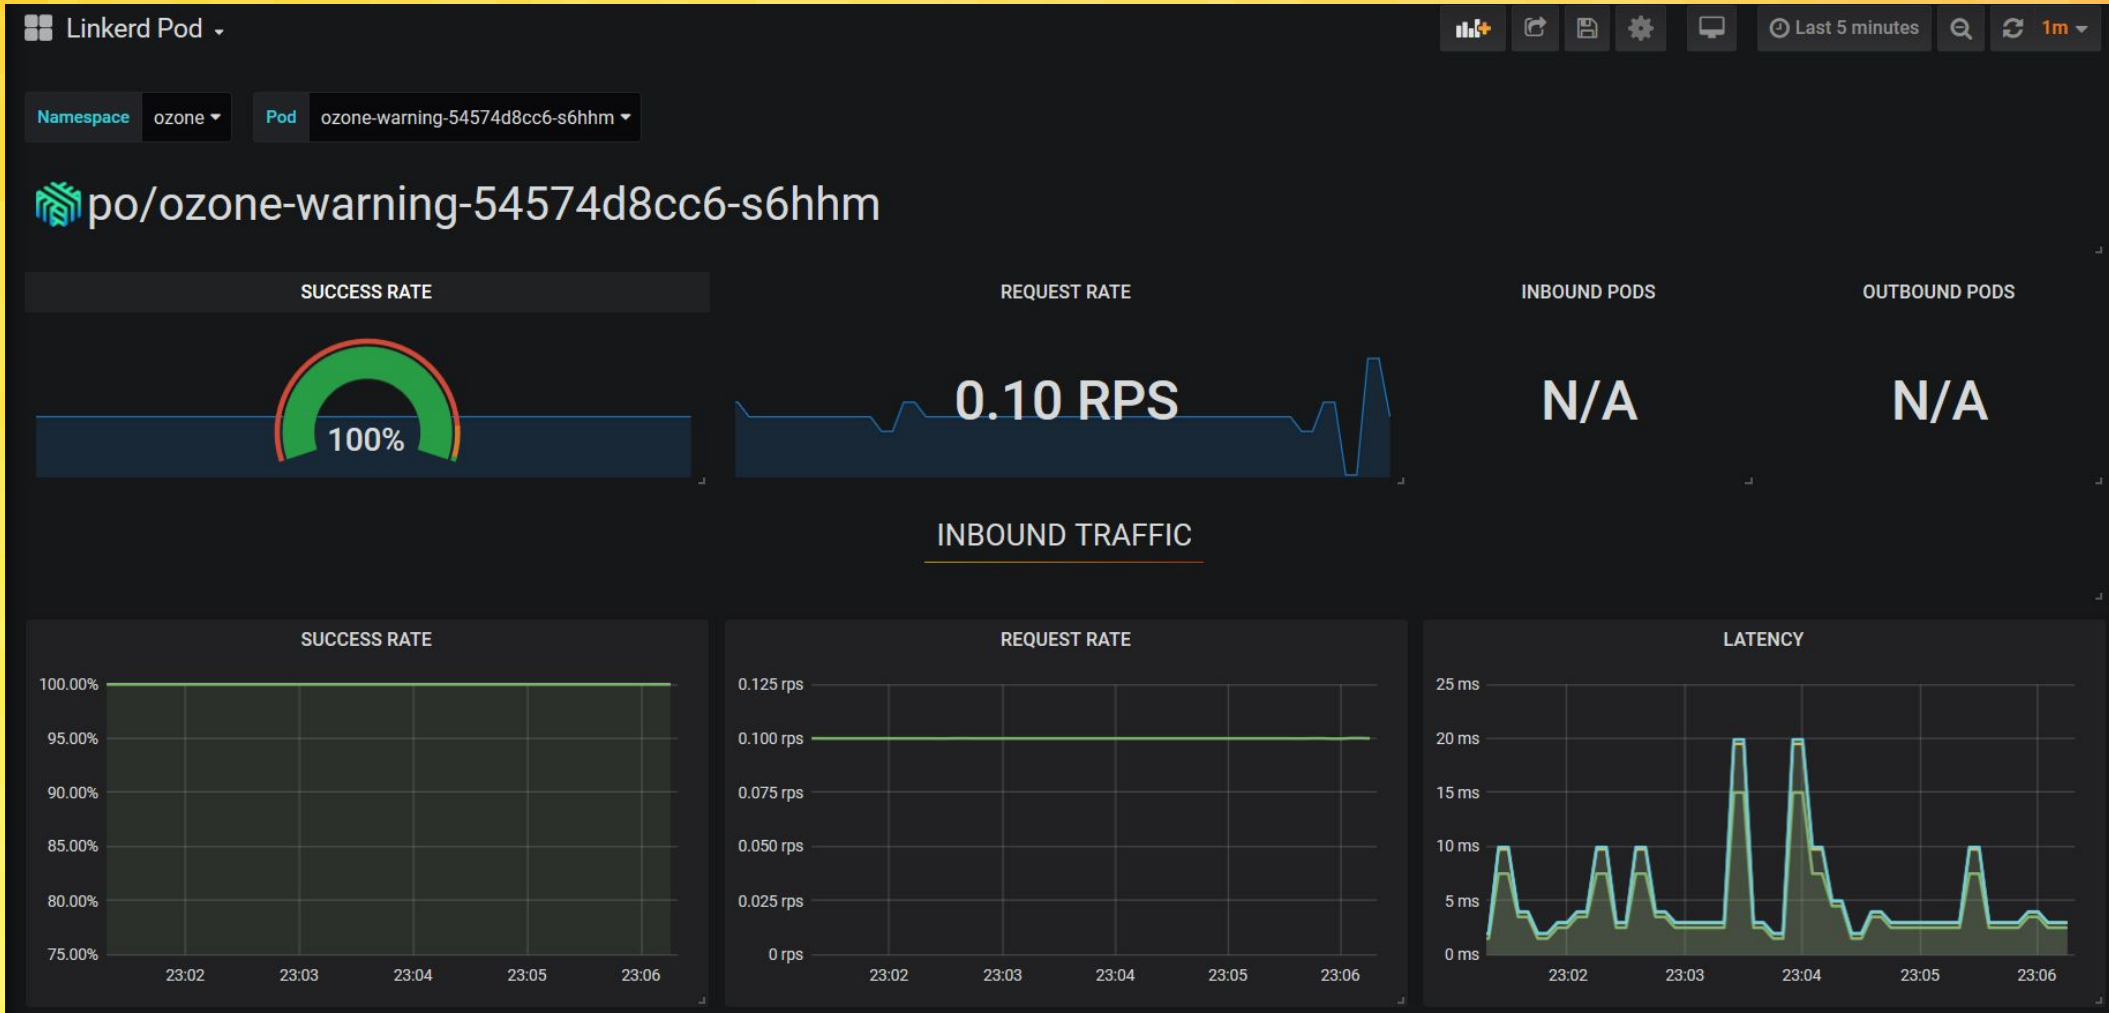 Linkerd Pod
Last 5 minutes
1m
Namespace ozone Pod ozone-warning-54574d8cc6-s6hhm
po/ozone-warning-54574d8cc6-s6hhm
SUCCESS RATE
100%
REQUEST RATE
0.10 RPS
INBOUND PODS
N/A
OUTBOUND PODS
N/A
INBOUND TRAFFIC
SUCCESS RATE
100.00%
95.00%
90.00%
85.00%
80.00%
75.00%
23:02 23:03 23:04 23:05 23:06
REQUEST RATE
0.125 rps
0.100 rps
0.075 rps
0.050 rps
0.025 rps
0 rps
23:02 23:03 23:04 23:05 23:06
LATENCY
25 ms
20 ms
15 ms
10 ms
5 ms
0 ms
23:02 23:03 23:04 23:05 23:06